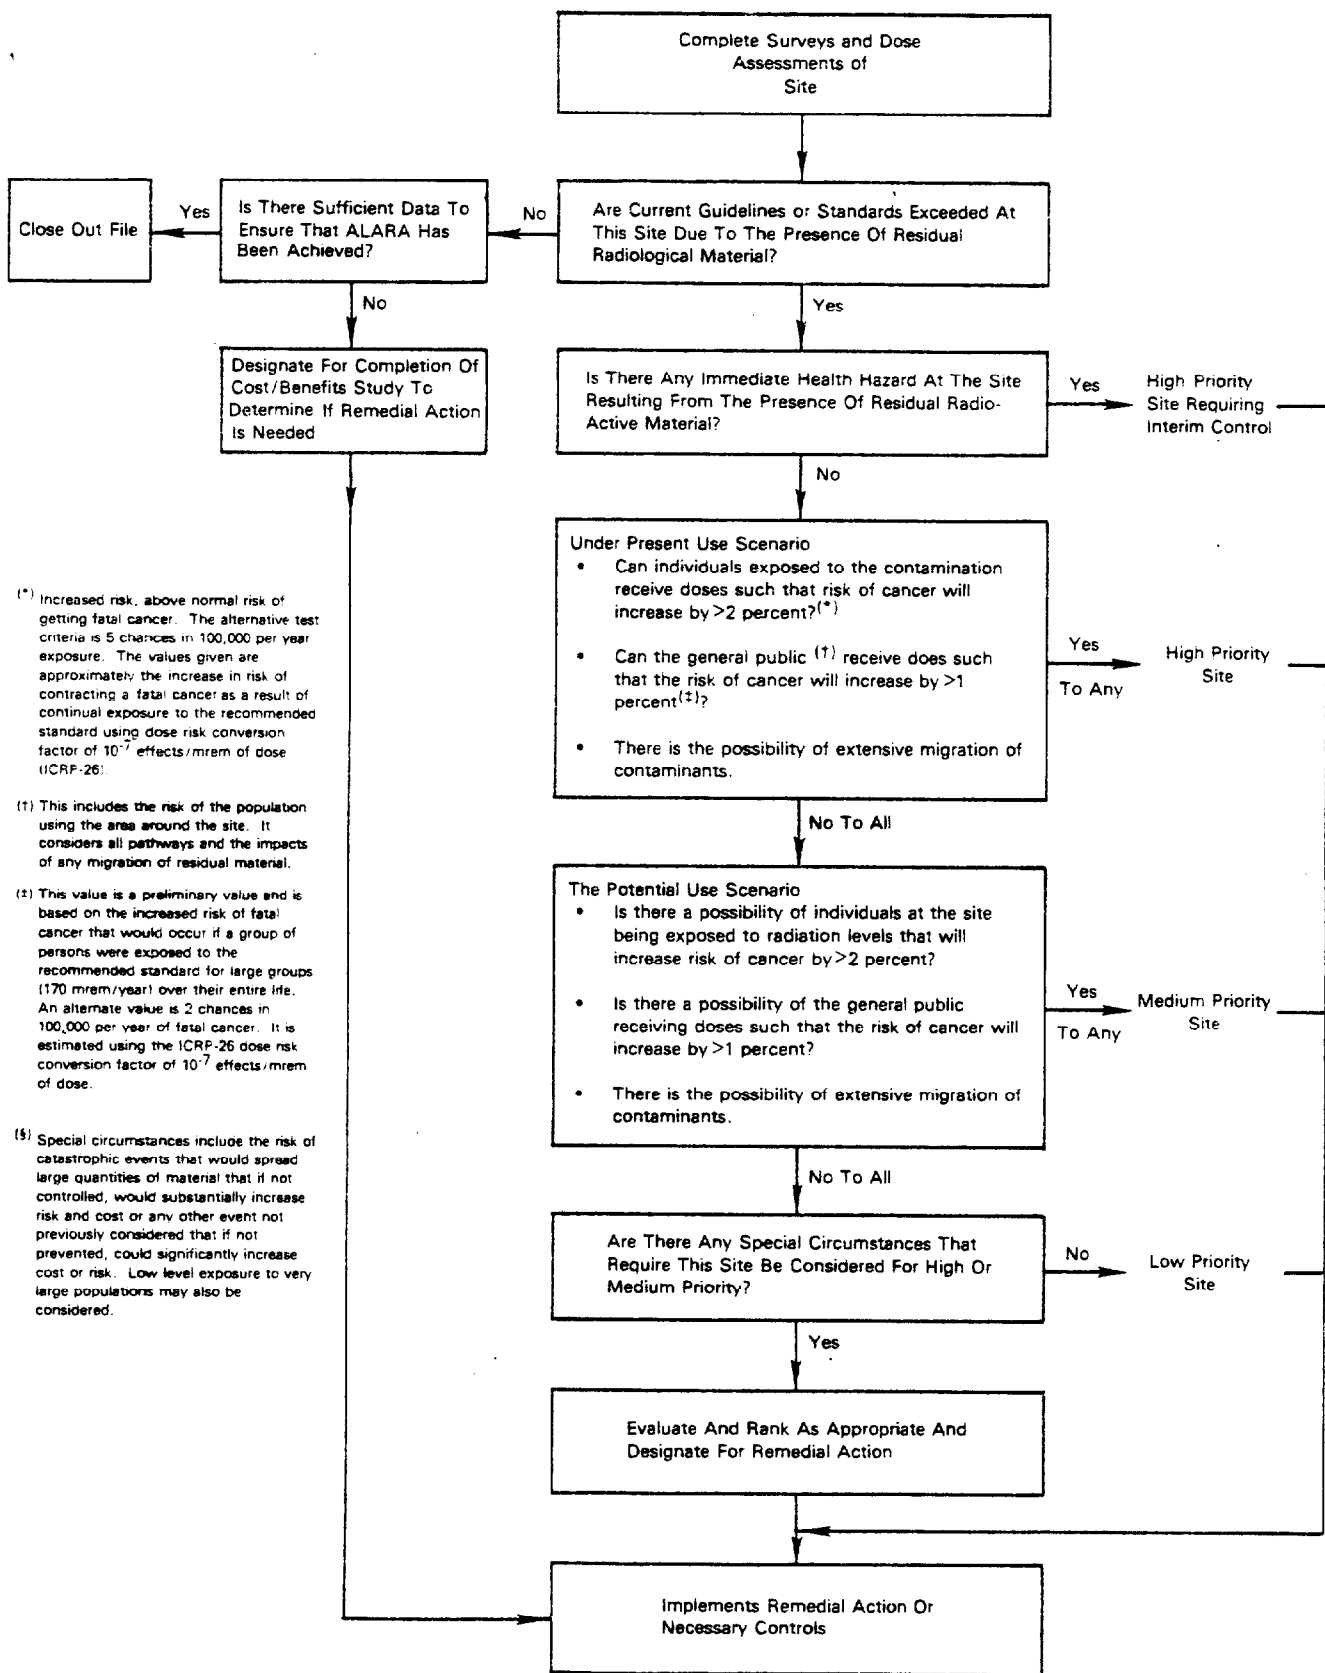 Complete Surveys and Dose
Assessments of
Site
Close Out File
Yes
Is There Sufficient Data To
Ensure That ALARA Has
Been Achieved?
No
Are Current Guidelines or Standards Exceeded At
This Site Due To The Presence Of Residual
Radiological Material?
No
Yes
Designate For Completion Of
Cost/Benefits Study To
Determine If Remedial Action
Is Needed
Is There Any Immediate Health Hazard At The Site
Resulting From The Presence Of Residual Radio-
Active Material?
Yes
High Priority
Site Requiring
Interim Control
No
Under Present Use Scenario
• Can individuals exposed to the contamination
receive doses such that risk of cancer will
increase by >2 percent?(*)
• Can the general public (†) receive does such
that the risk of cancer will increase by >1
percent(‡)?
• There is the possibility of extensive migration of
contaminants.
Yes
To Any
High Priority
Site
No To All
The Potential Use Scenario
• Is there a possibility of individuals at the site
being exposed to radiation levels that will
increase risk of cancer by >2 percent?
• Is there a possibility of the general public
receiving doses such that the risk of cancer will
increase by >1 percent?
• There is the possibility of extensive migration of
contaminants.
Yes
To Any
Medium Priority
Site
No To All
Are There Any Special Circumstances That
Require This Site Be Considered For High Or
Medium Priority?
No
Low Priority
Site
Yes
Evaluate And Rank As Appropriate And
Designate For Remedial Action
Implements Remedial Action Or
Necessary Controls
(*) Increased risk, above normal risk of
getting fatal cancer. The alternative test
criteria is 5 chances in 100,000 per year
exposure. The values given are
approximately the increase in risk of
contracting a fatal cancer as a result of
continual exposure to the recommended
standard using dose risk conversion
factor of 10⁻⁷ effects/mrem of dose
(ICRP-26).
(†) This includes the risk of the population
using the area around the site. It
considers all pathways and the impacts
of any migration of residual material.
(‡) This value is a preliminary value and is
based on the increased risk of fatal
cancer that would occur if a group of
persons were exposed to the
recommended standard for large groups
(170 mrem/year) over their entire life.
An alternate value is 2 chances in
100,000 per year of fatal cancer. It is
estimated using the ICRP-26 dose risk
conversion factor of 10⁻⁷ effects/mrem
of dose.
(§) Special circumstances include the risk of
catastrophic events that would spread
large quantities of material that if not
controlled, would substantially increase
risk and cost or any other event not
previously considered that if not
prevented, could significantly increase
cost or risk. Low level exposure to very
large populations may also be
considered.